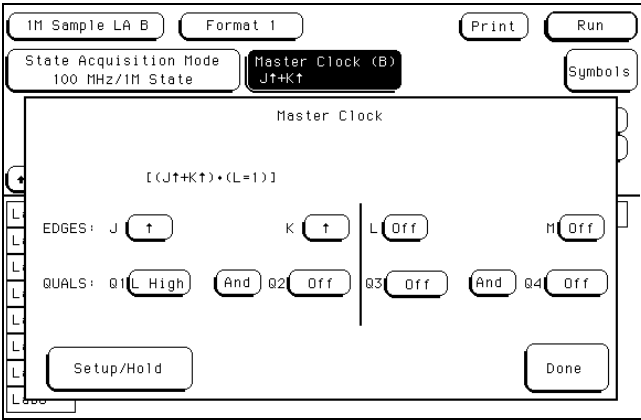 1M Sample LA B Format 1 Print Run
State Acquisition Mode
100 MHz/1M State
Master Clock (B)
J↑+K↑
Symbols
Master Clock
[(J↑+K↑)•(L=1)]
EDGES: J ↑ K ↑ L Off M Off
QUALS: Q1 L High And Q2 Off Q3 Off And Q4 Off
Setup/Hold Done